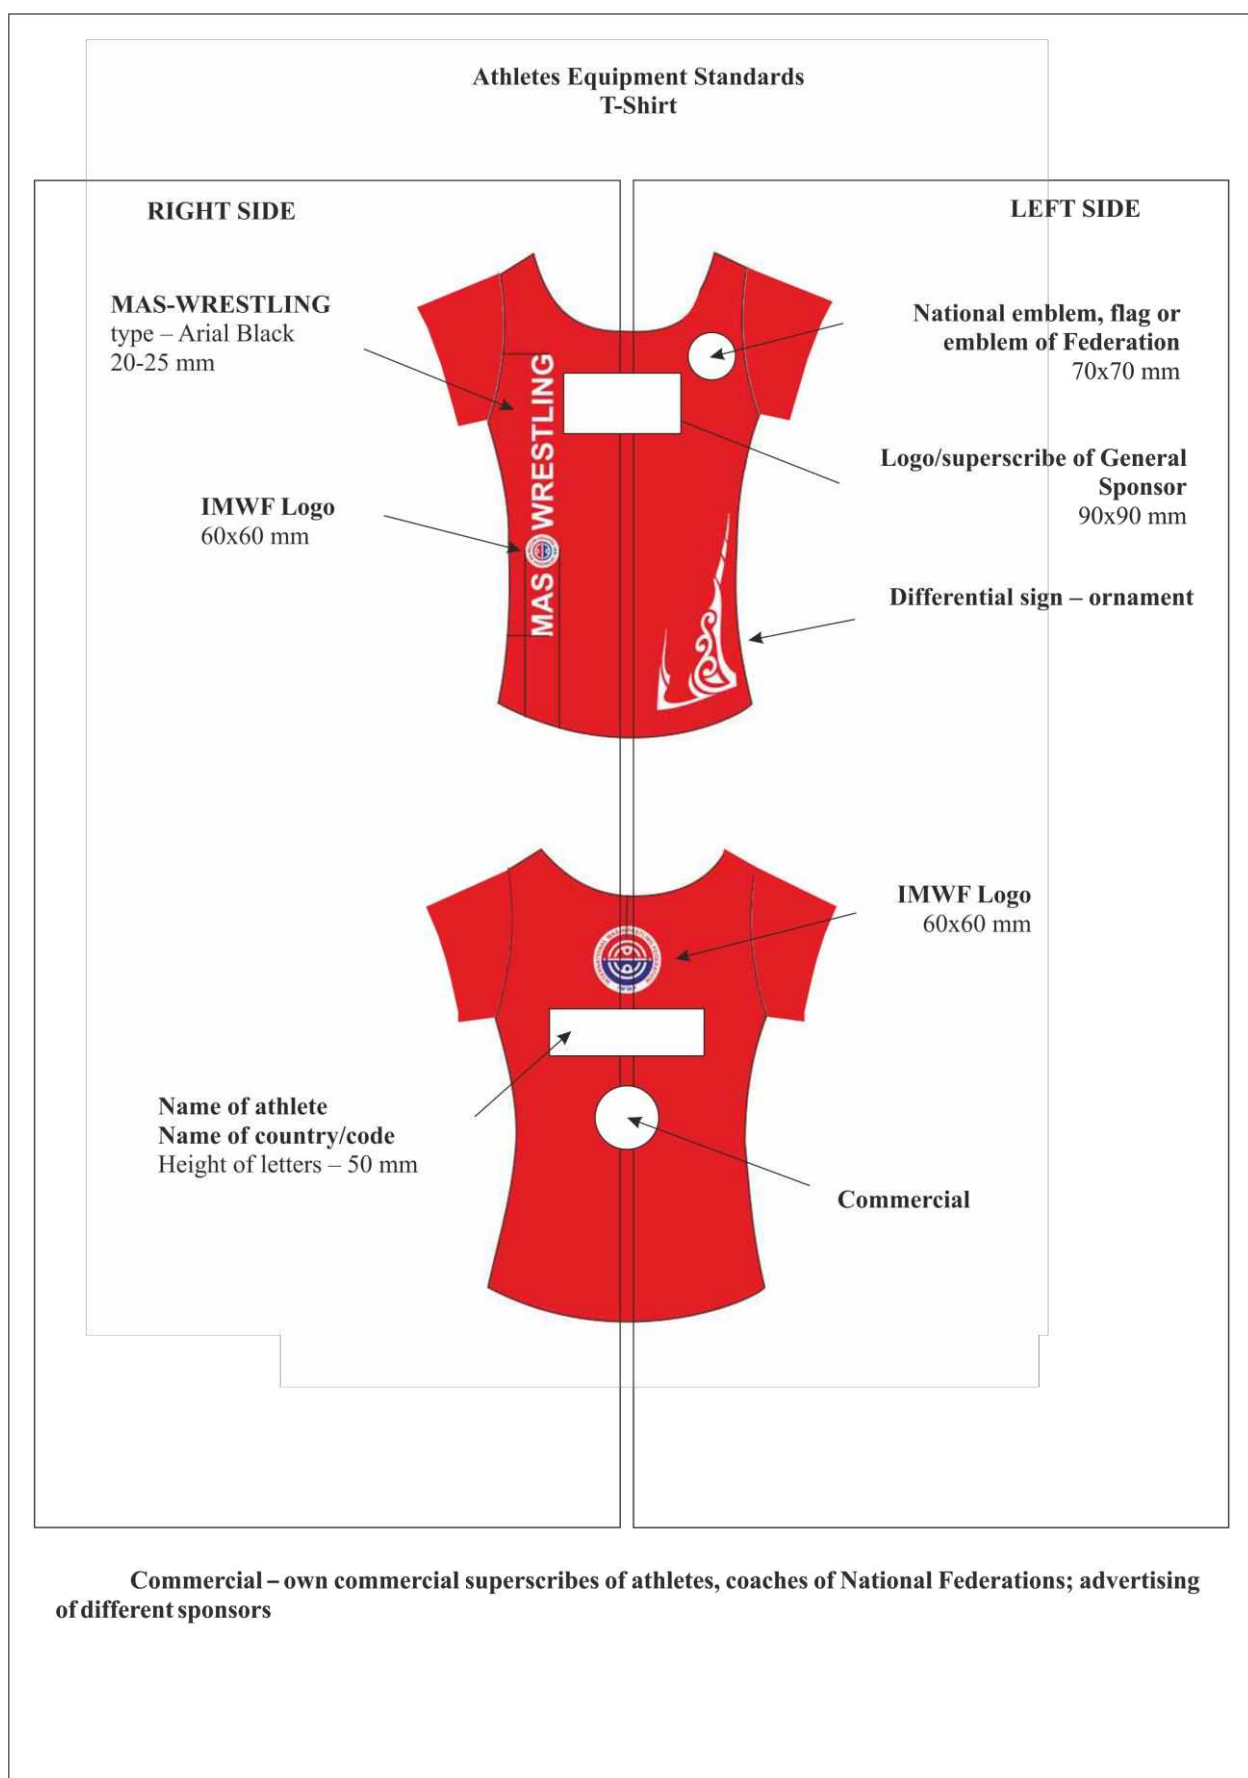 Athletes Equipment Standards
T-Shirt
RIGHT SIDE
LEFT SIDE
MAS-WRESTLING
type – Arial Black
20-25 mm
IMWF Logo
60x60 mm
National emblem, flag or
emblem of Federation
70x70 mm
Logo/superscribe of General
Sponsor
90x90 mm
Differential sign – ornament
MAS WRESTLING
IMWF Logo
60x60 mm
Name of athlete
Name of country/code
Height of letters – 50 mm
Commercial
Commercial – own commercial superscribes of athletes, coaches of National Federations; advertising
of different sponsors